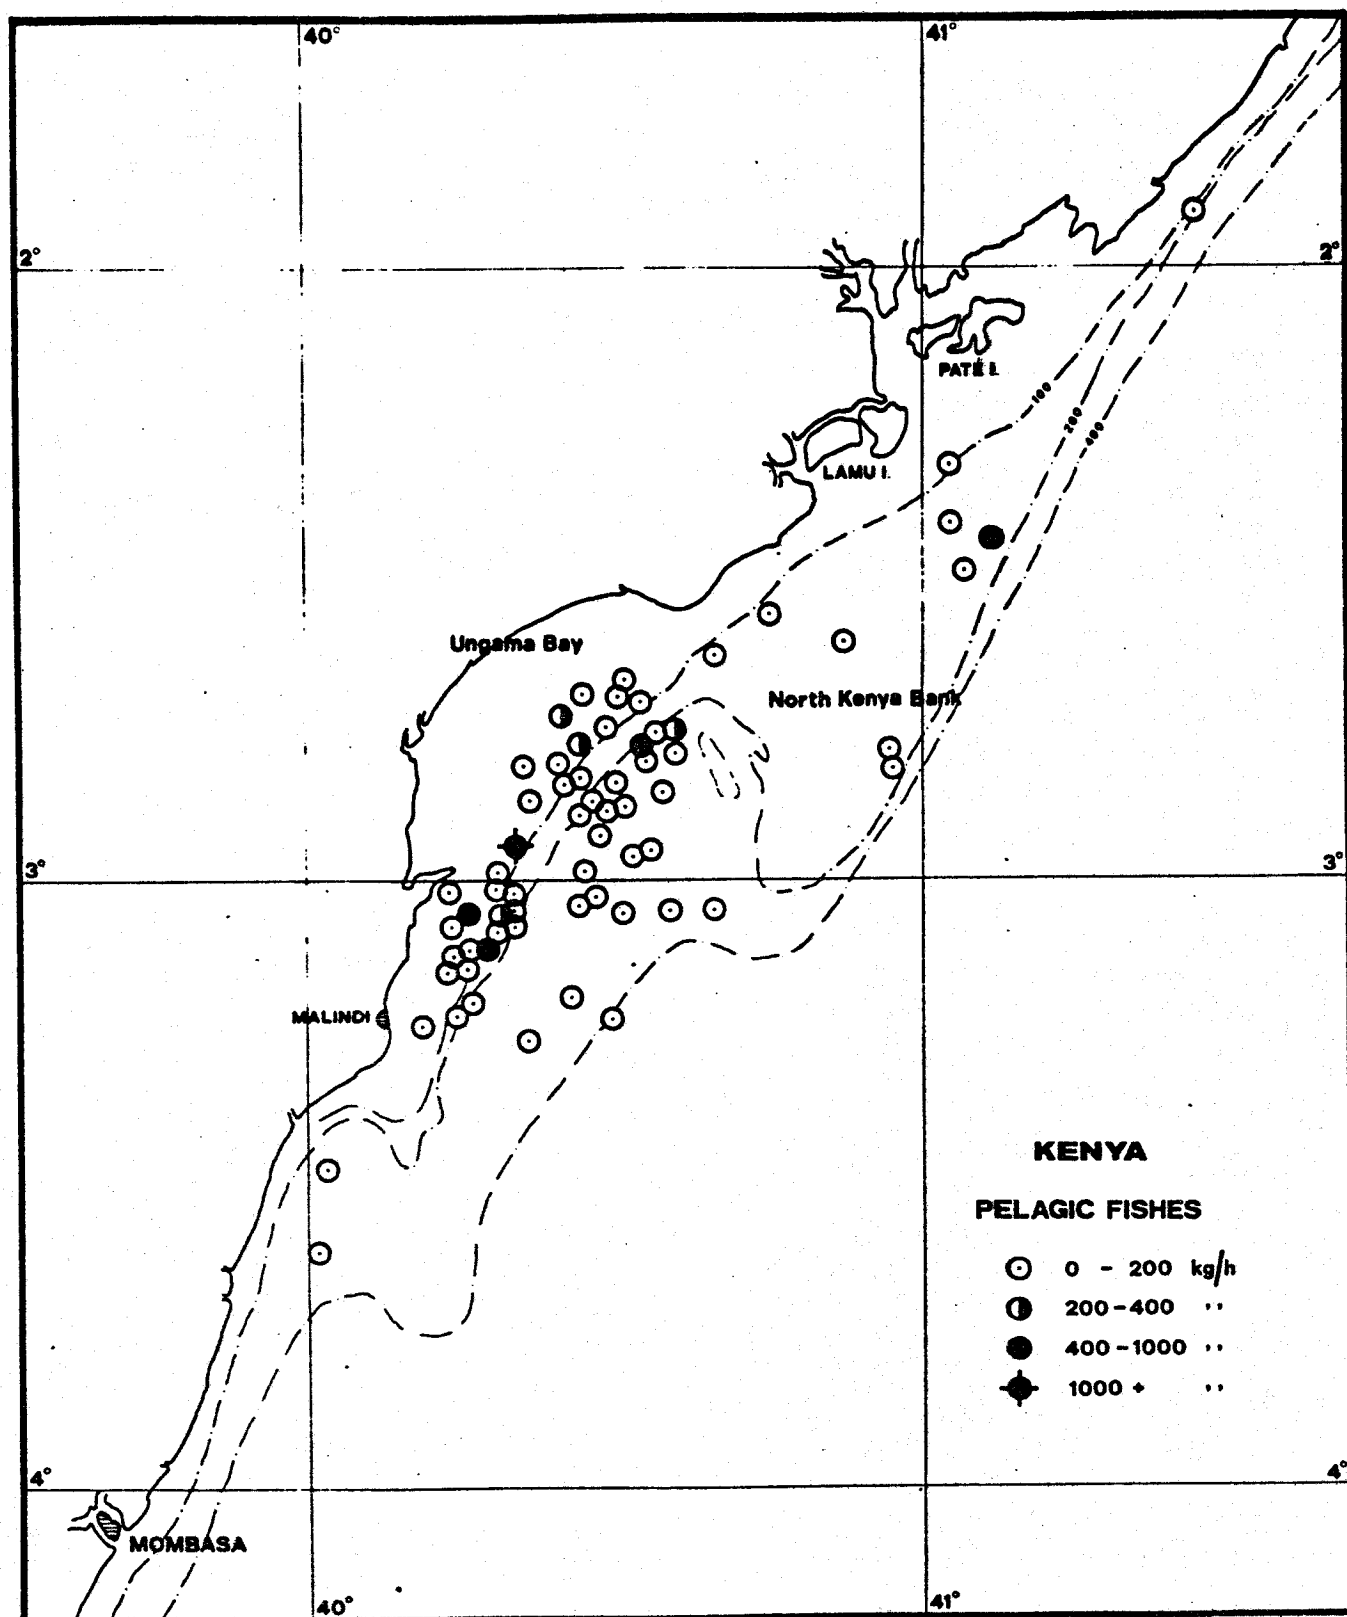 40° 41°
2° 2°
PATÉ I.
100
200
400
LAMU I.
Ungama Bay
North Kenya Bank
3° 3°
MALINDI
KENYA
PELAGIC FISHES
0 - 200 kg/h
200-400 ''
400-1000 ''
1000 + ''
4° 4°
MOMBASA
40° 41°